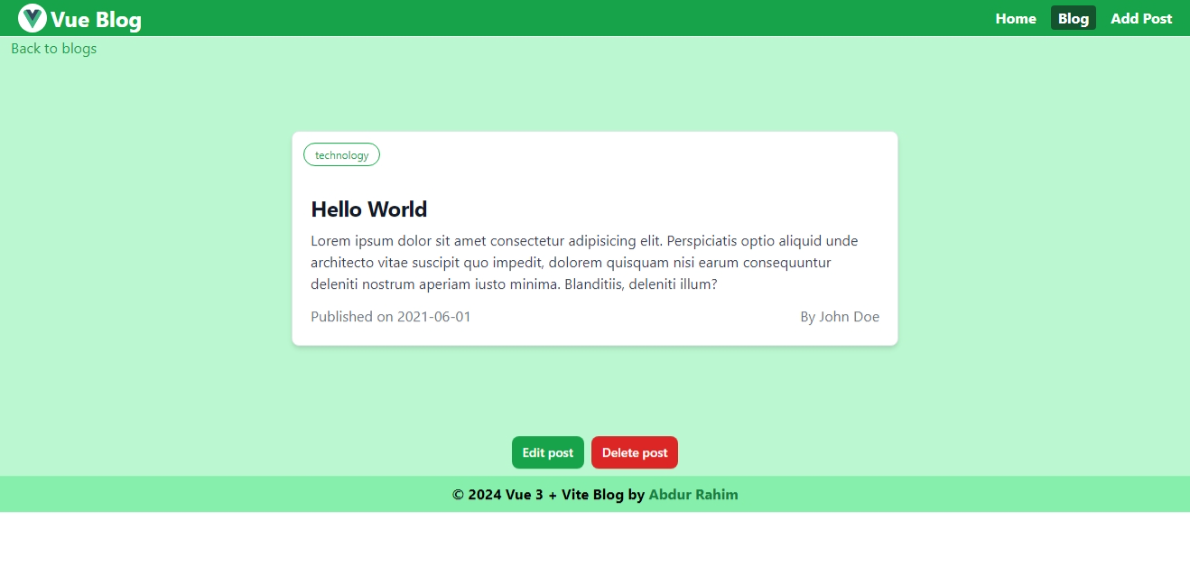 Vue Blog
Home Blog Add Post
Back to blogs
technology
Hello World
Lorem ipsum dolor sit amet consectetur adipisicing elit. Perspiciatis optio aliquid unde
architecto vitae suscipit quo impedit, dolorem quisquam nisi earum consequuntur
deleniti nostrum aperiam iusto minima. Blanditiis, deleniti illum?
Published on 2021-06-01 By John Doe
Edit post Delete post
© 2024 Vue 3 + Vite Blog by Abdur Rahim